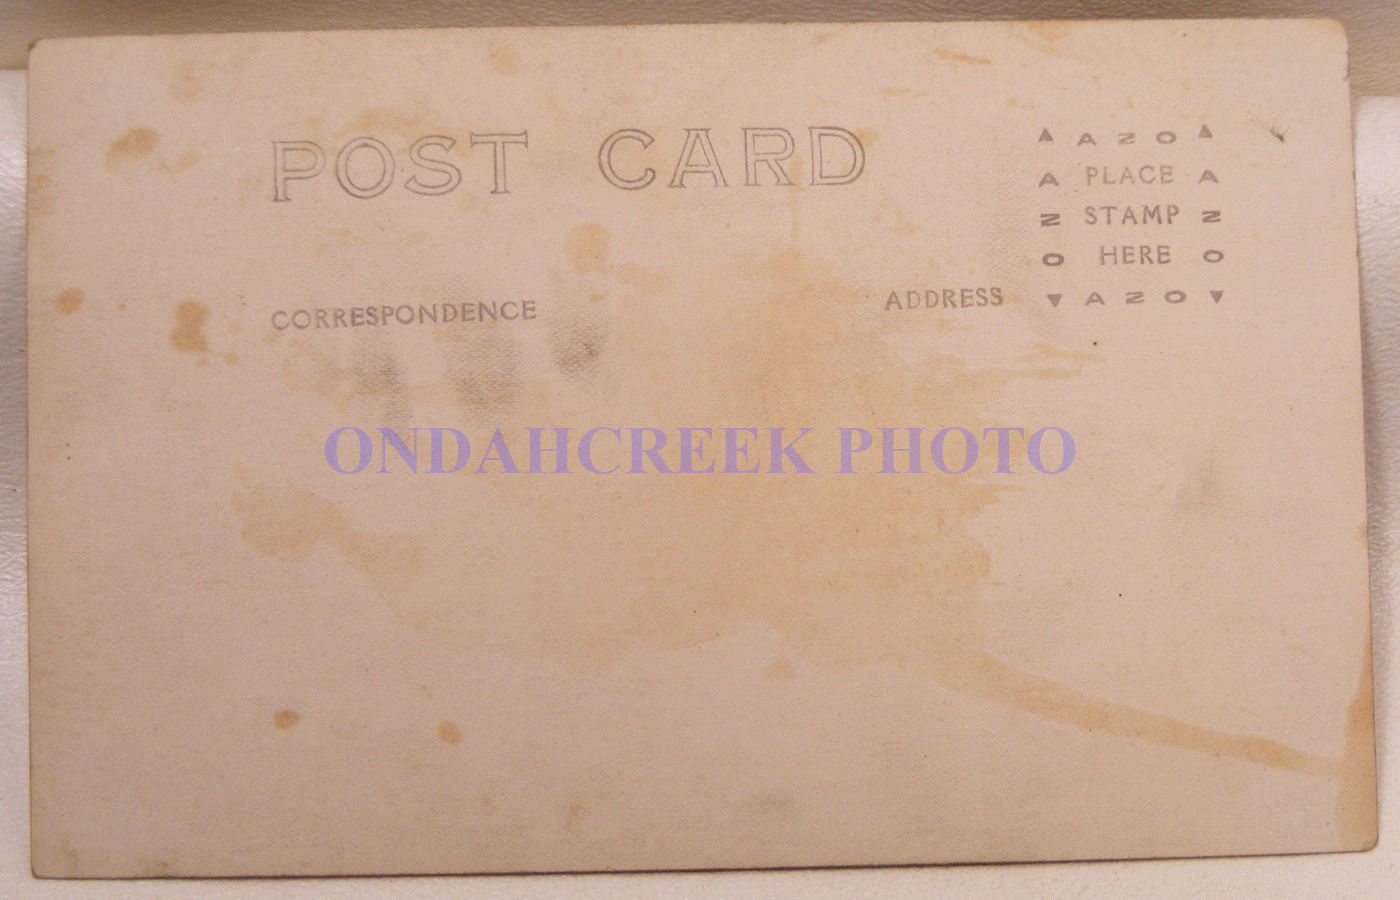 POST CARD
▲ AZO ▲
A PLACE A
Z STAMP Z
O HERE O
CORRESPONDENCE
ADDRESS
▼ AZO ▼
ONDAHCREEK PHOTO